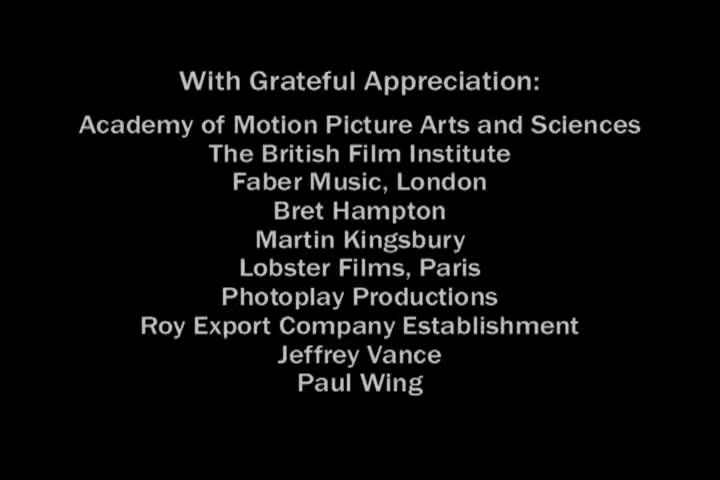 With Grateful Appreciation:
Academy of Motion Picture Arts and Sciences
The British Film Institute
Faber Music, London
Bret Hampton
Martin Kingsbury
Lobster Films, Paris
Photoplay Productions
Roy Export Company Establishment
Jeffrey Vance
Paul Wing